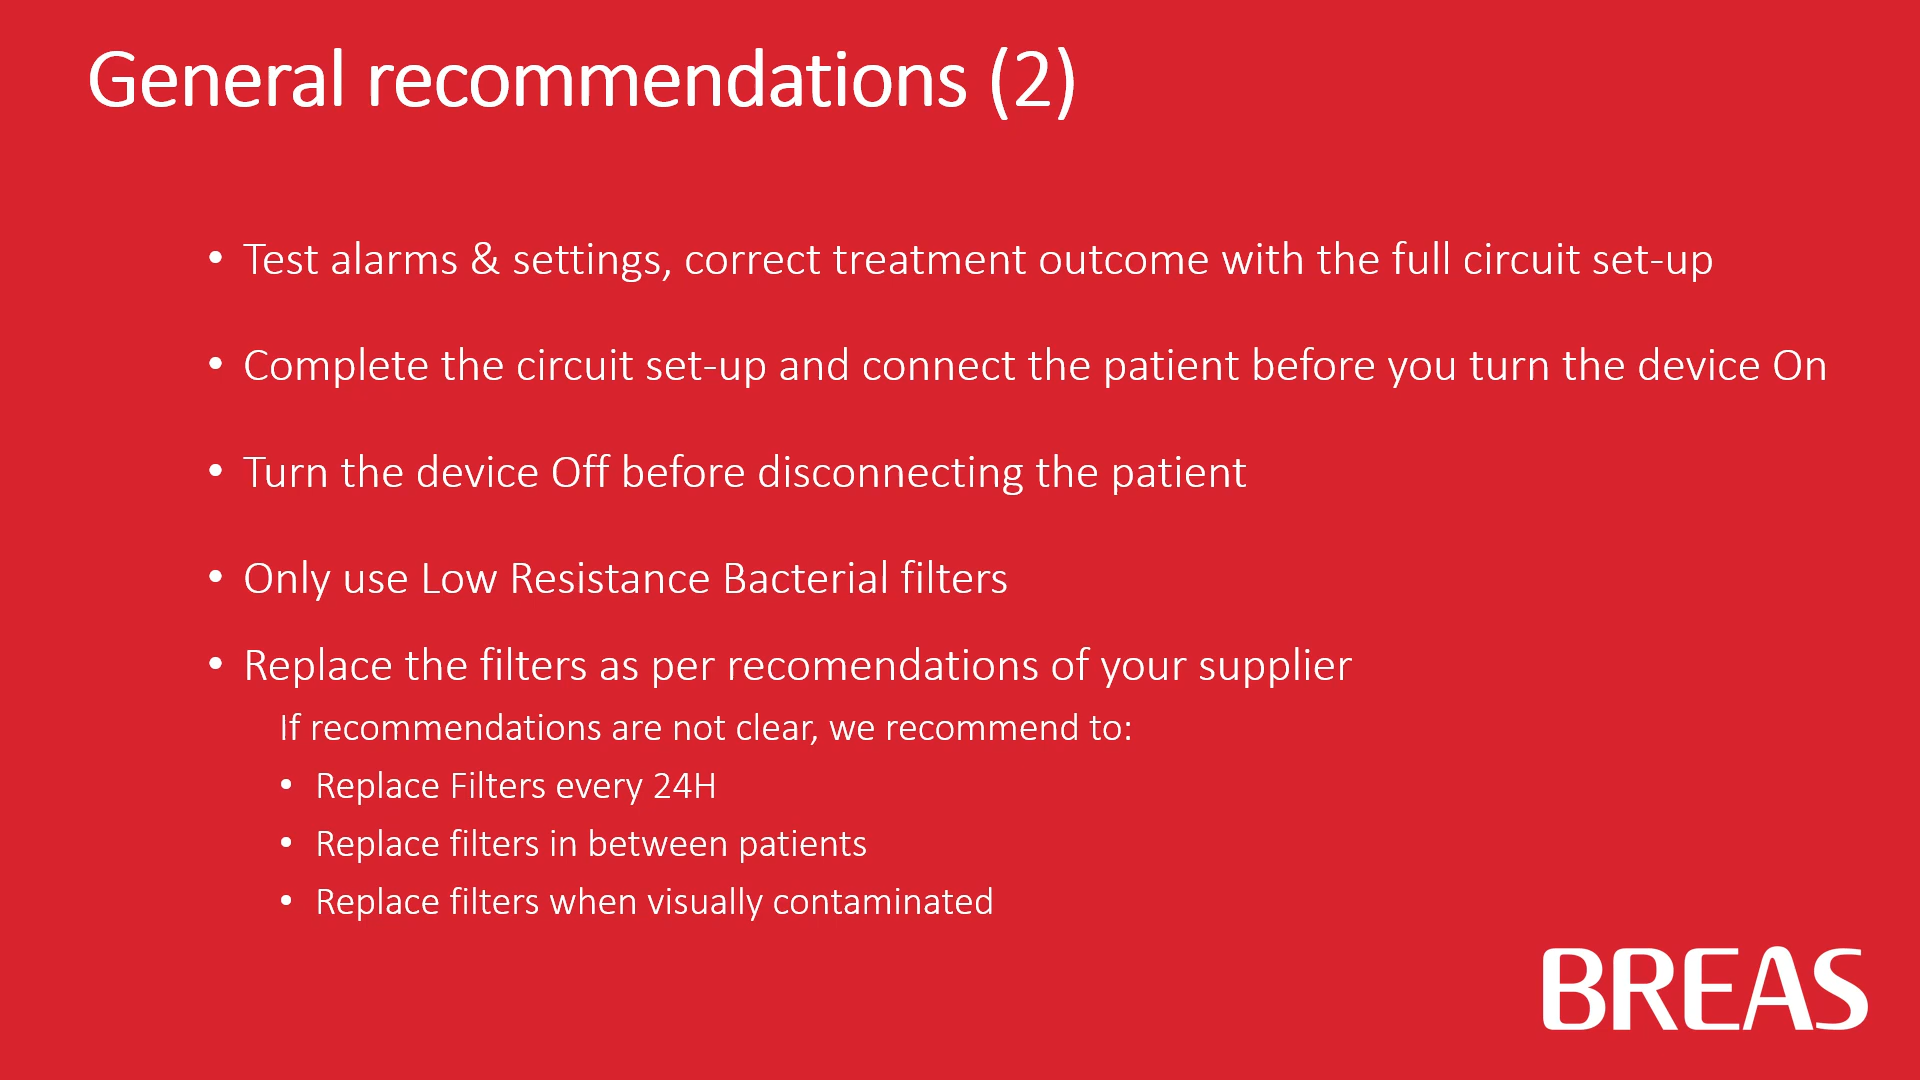 General recommendations (2)
• Test alarms & settings, correct treatment outcome with the full circuit set-up
• Complete the circuit set-up and connect the patient before you turn the device On
• Turn the device Off before disconnecting the patient
• Only use Low Resistance Bacterial filters
• Replace the filters as per recomendations of your supplier
If recommendations are not clear, we recommend to:
• Replace Filters every 24H
• Replace filters in between patients
• Replace filters when visually contaminated
BREAS